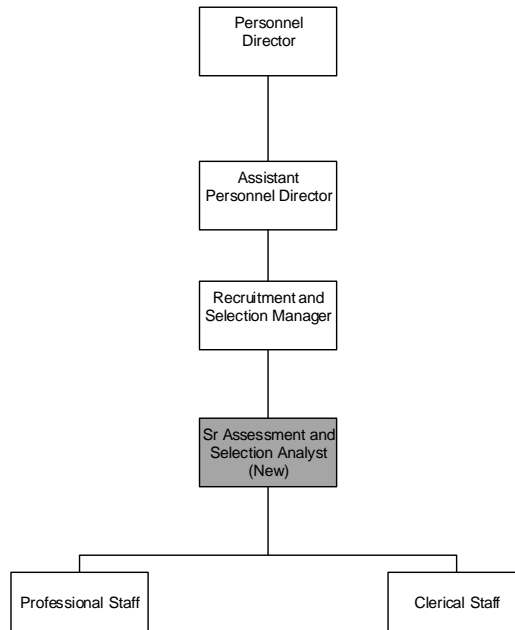 Personnel
Director
Assistant
Personnel Director
Recruitment and
Selection Manager
Sr Assessment and
Selection Analyst
(New)
Professional Staff
Clerical Staff